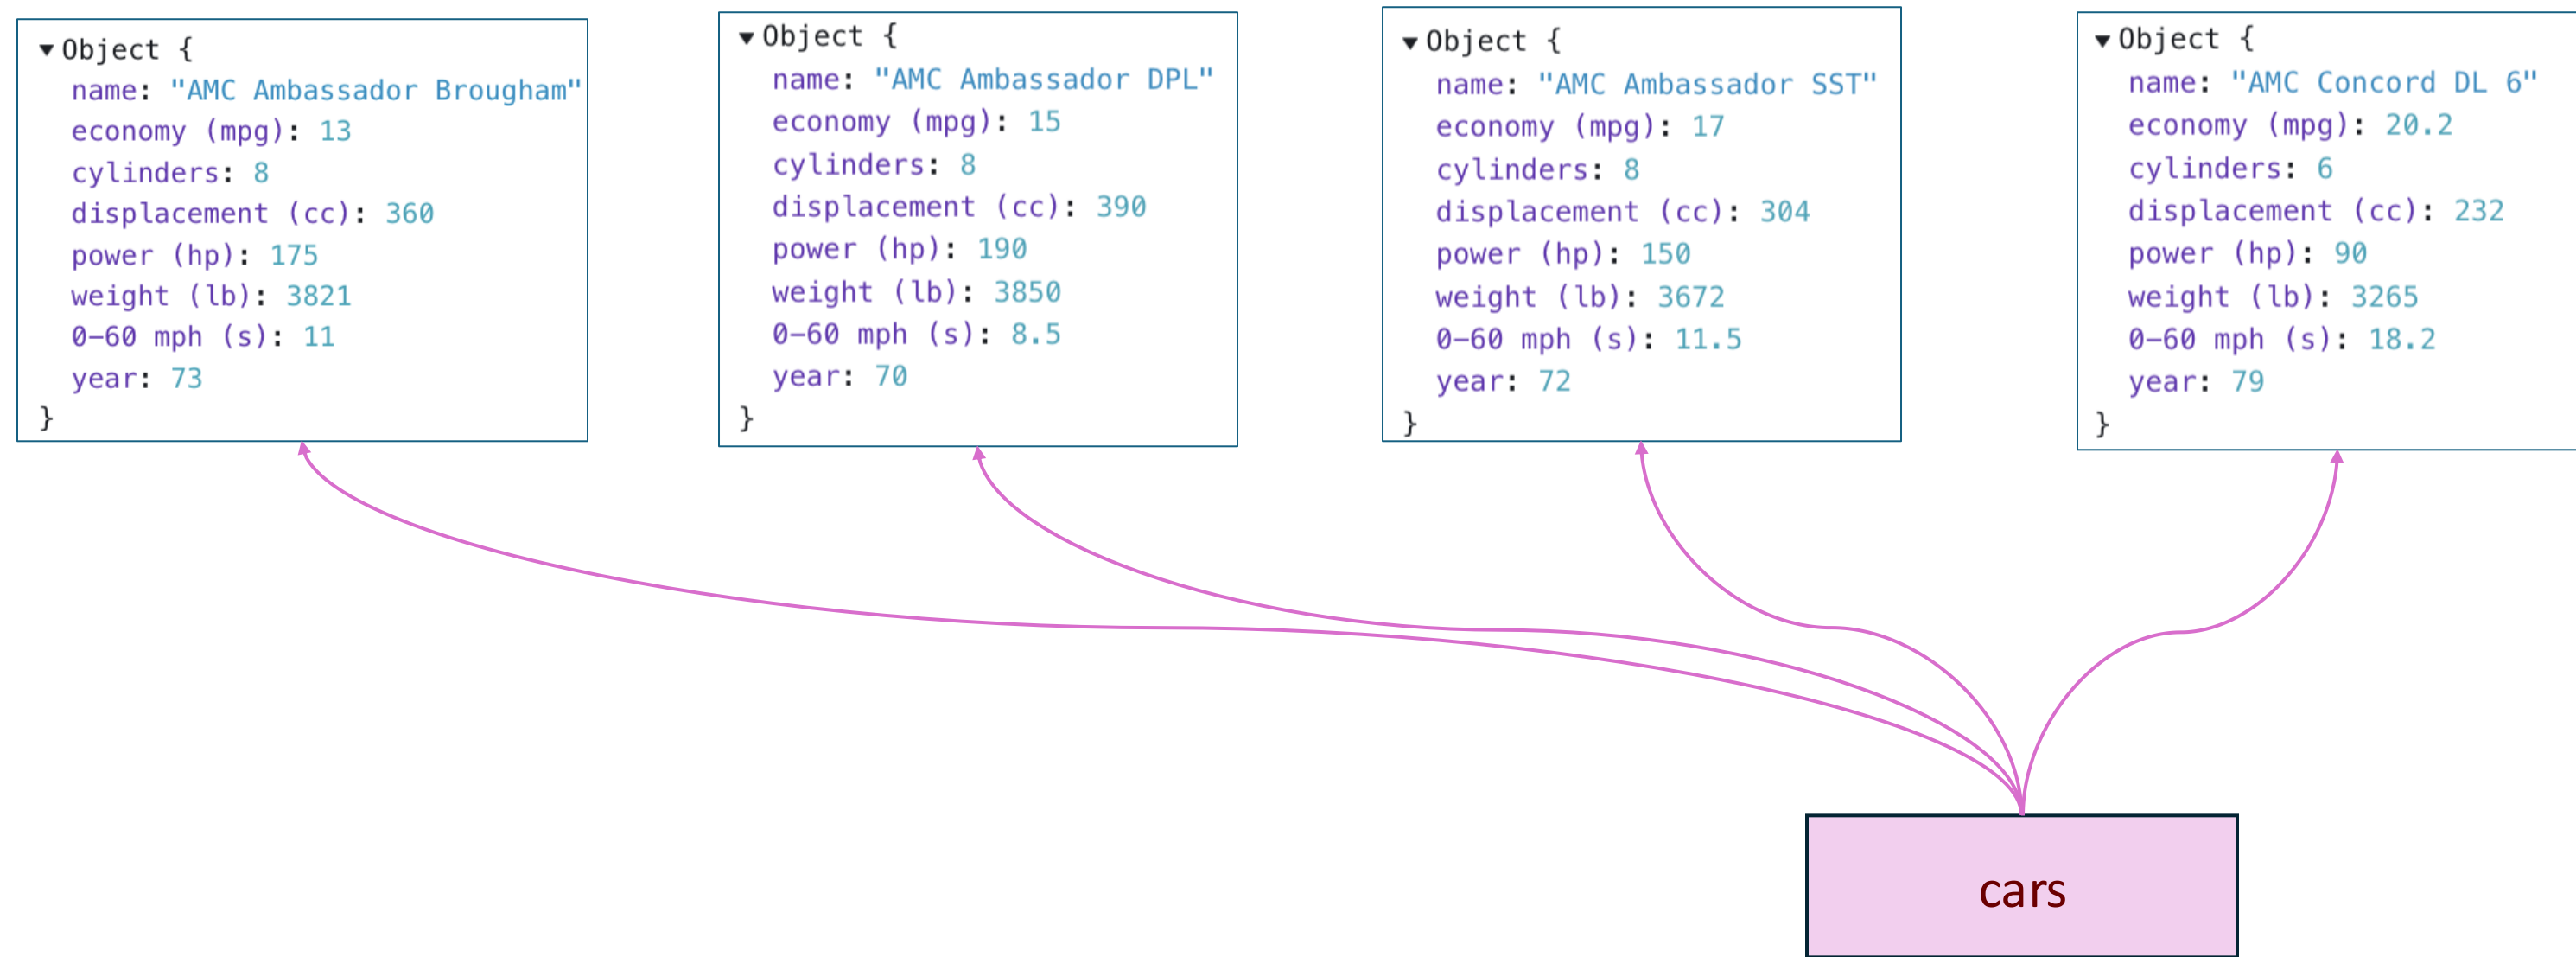 ▼Object {
name: "AMC Ambassador Brougham"
economy (mpg): 13
cylinders: 8
displacement (cc): 360
power (hp): 175
weight (lb): 3821
0–60 mph (s): 11
year: 73
}
▼Object {
name: "AMC Ambassador DPL"
economy (mpg): 15
cylinders: 8
displacement (cc): 390
power (hp): 190
weight (lb): 3850
0–60 mph (s): 8.5
year: 70
}
▼Object {
name: "AMC Ambassador SST"
economy (mpg): 17
cylinders: 8
displacement (cc): 304
power (hp): 150
weight (lb): 3672
0–60 mph (s): 11.5
year: 72
}
▼Object {
name: "AMC Concord DL 6"
economy (mpg): 20.2
cylinders: 6
displacement (cc): 232
power (hp): 90
weight (lb): 3265
0–60 mph (s): 18.2
year: 79
}
cars